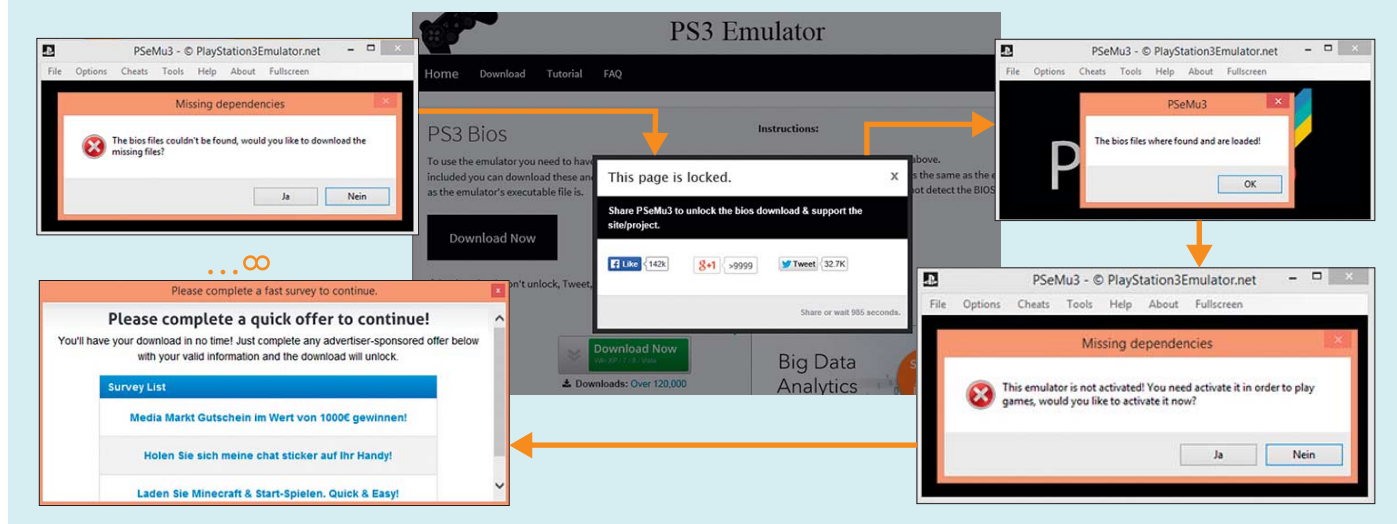 PSeMu3 - © PlayStation3Emulator.net
File Options Cheats Tools Help About Fullscreen
Missing dependencies
The bios files couldn't be found, would you like to download the
missing files?
Ja Nein
PS3 Emulator
Home Download Tutorial FAQ
PS3 Bios
To use the emulator you need to have
included you can download these an
as the emulator's executable file is.
Download Now
Instructions:
above.
s the same as the e
not detect the BIOS
This page is locked. x
Share PSeMu3 to unlock the bios download & support the
site/project.
Like 142k g+1 >9999 Tweet 32.7K
Share or wait 985 seconds.
on't unlock, Tweet,
Download Now
Downloads: Over 120,000
Big Data
Analytics
PSeMu3 - © PlayStation3Emulator.net
File Options Cheats Tools Help About Fullscreen
P
PSeMu3
The bios files where found and are loaded!
OK
PSeMu3 - © PlayStation3Emulator.net
File Options Cheats Tools Help About Fullscreen
Missing dependencies
This emulator is not activated! You need activate it in order to play
games, would you like to activate it now?
Ja Nein
...∞
Please complete a fast survey to continue. x
Please complete a quick offer to continue!
You'll have your download in no time! Just complete any advertiser-sponsored offer below
with your valid information and the download will unlock.
Survey List
Media Markt Gutschein im Wert von 1000€ gewinnen!
Holen Sie sich meine chat sticker auf Ihr Handy!
Laden Sie Minecraft & Start-Spielen. Quick & Easy!